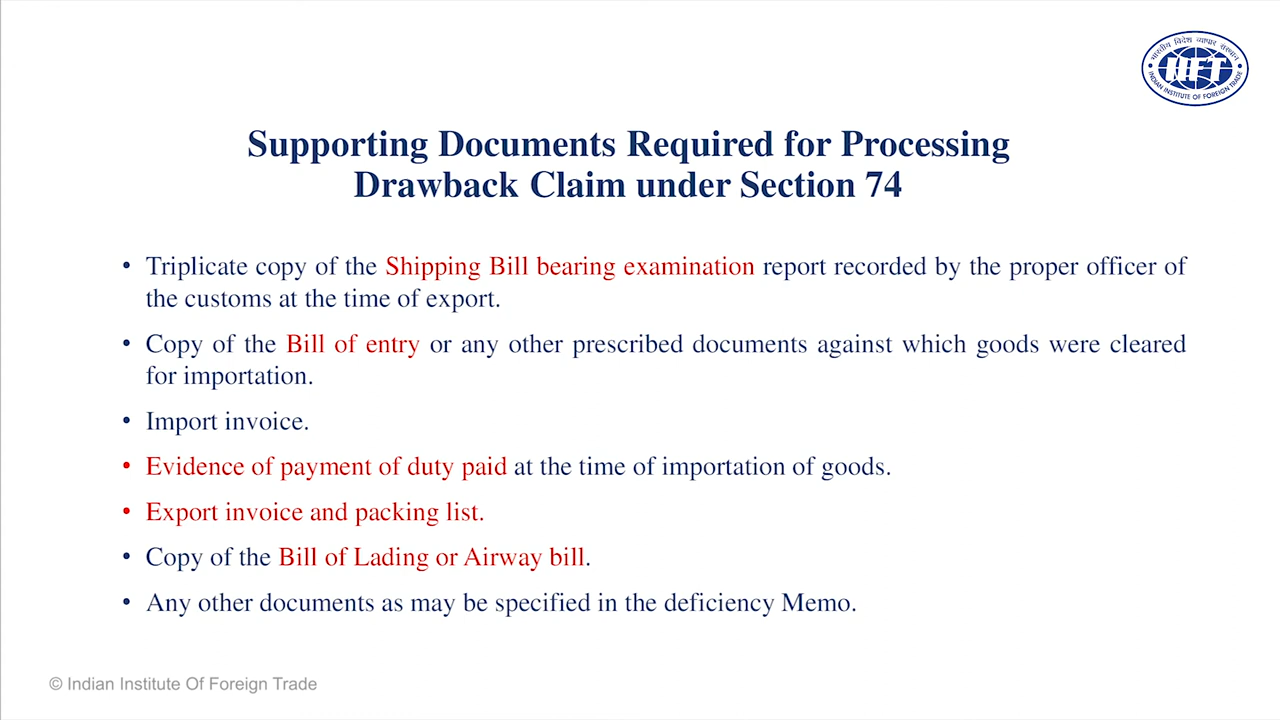 भारतीय विदेश व्यापार संस्थान
IIFT
INDIAN INSTITUTE OF FOREIGN TRADE
Supporting Documents Required for Processing
Drawback Claim under Section 74
• Triplicate copy of the Shipping Bill bearing examination report recorded by the proper officer of
the customs at the time of export.
• Copy of the Bill of entry or any other prescribed documents against which goods were cleared
for importation.
• Import invoice.
• Evidence of payment of duty paid at the time of importation of goods.
• Export invoice and packing list.
• Copy of the Bill of Lading or Airway bill.
• Any other documents as may be specified in the deficiency Memo.
© Indian Institute Of Foreign Trade